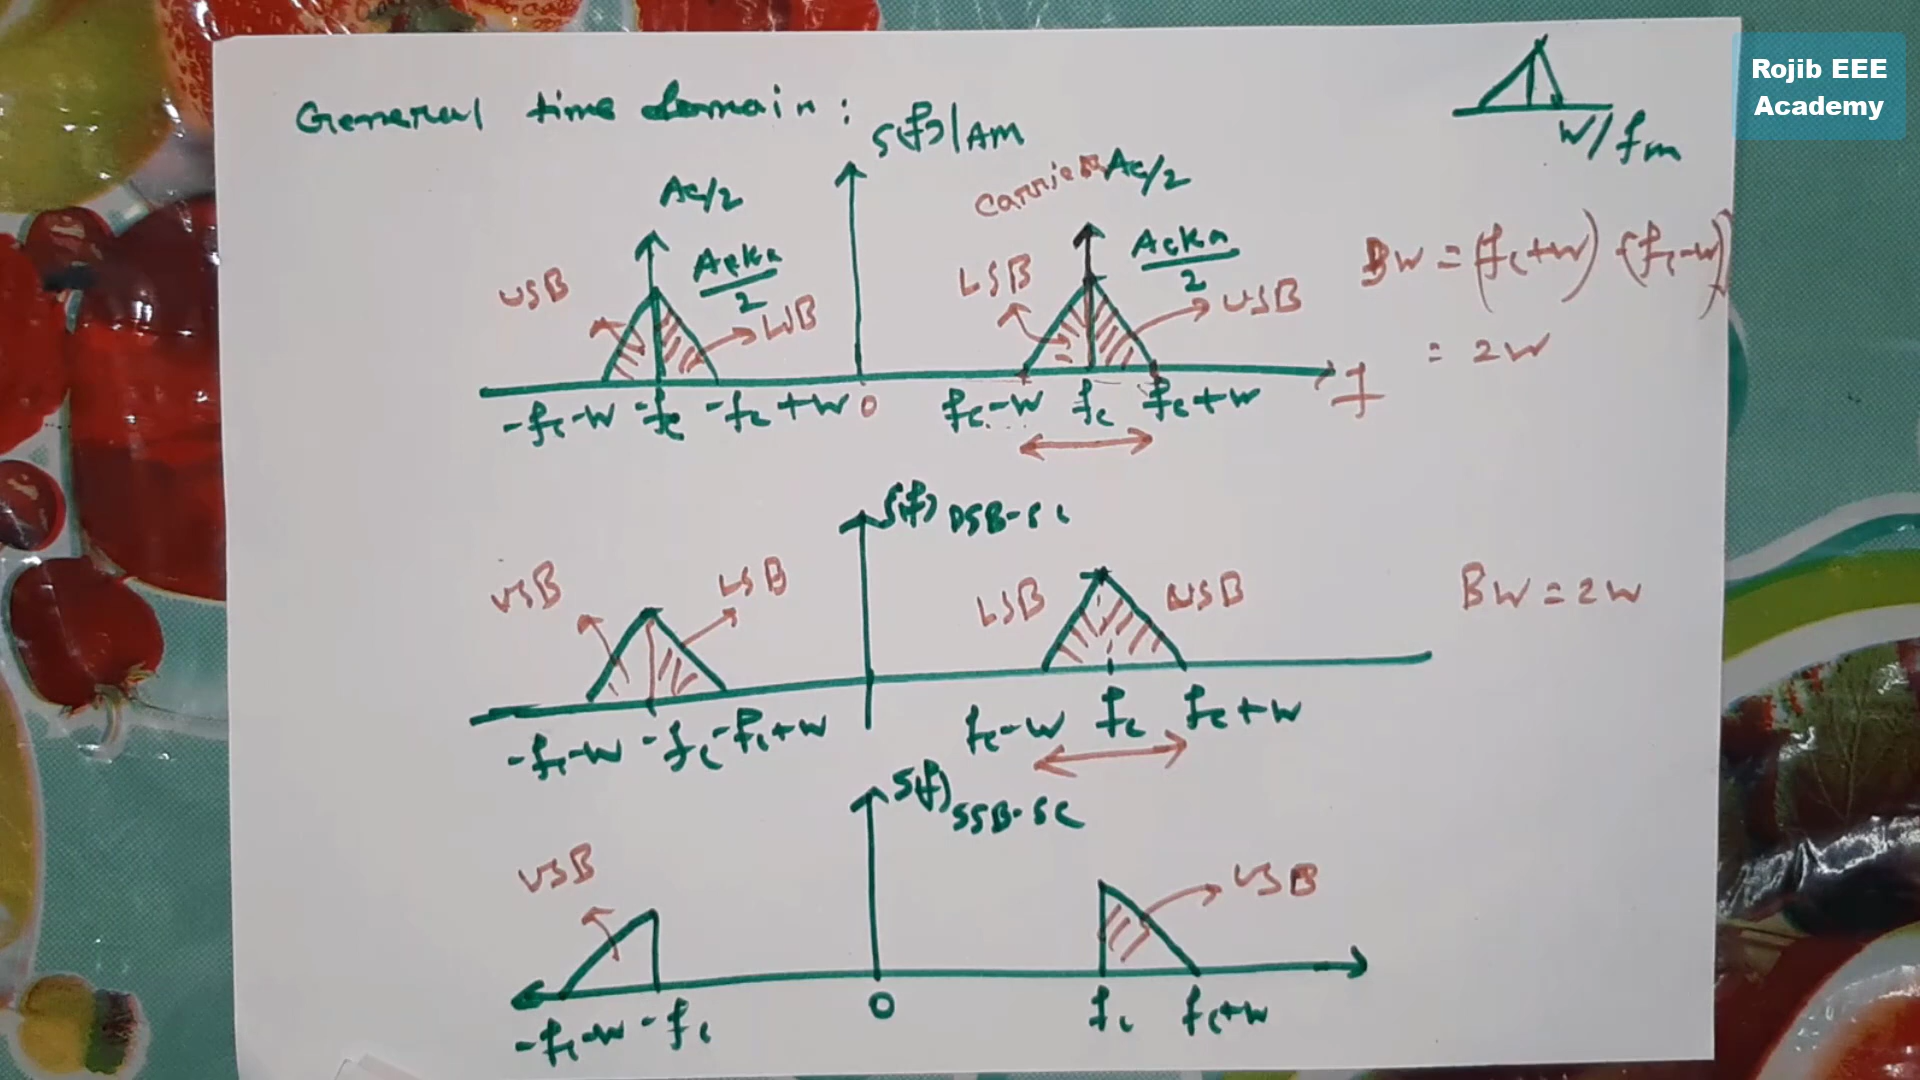 General time domain:
S(f)|AM
W/fm
Rojib EEE
Academy
Ac/2
carrier Ac/2
AcKa
2
AcKa
2
USB
LSB
LSB
USB
BW = (fc+W) - (fc-W)
= 2W
-fc-W -fc -fc+W 0 fc-W fc fc+W f
S(f) DSB-SC
USB
LSB
LSB
USB
BW = 2W
-fc-W -fc -fc+W fc-W fc fc+W
S(f) SSB-SC
USB
USB
-fc-W -fc 0 fc fc+W